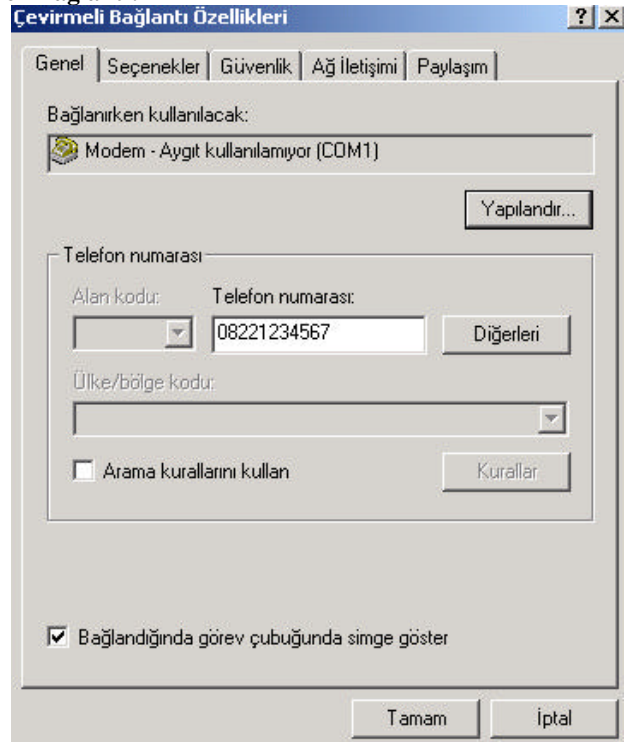 Çevirmeli Bağlantı Özellikleri
Genel Seçenekler Güvenlik Ağ İletişimi Paylaşım
Bağlanırken kullanılacak:
Modem - Aygıt kullanılamıyor (COM1)
Yapılandır...
Telefon numarası
Alan kodu: Telefon numarası:
08221234567 Diğerleri
Ülke/bölge kodu:
Arama kurallarını kullan Kurallar
Bağlandığında görev çubuğunda simge göster
Tamam İptal